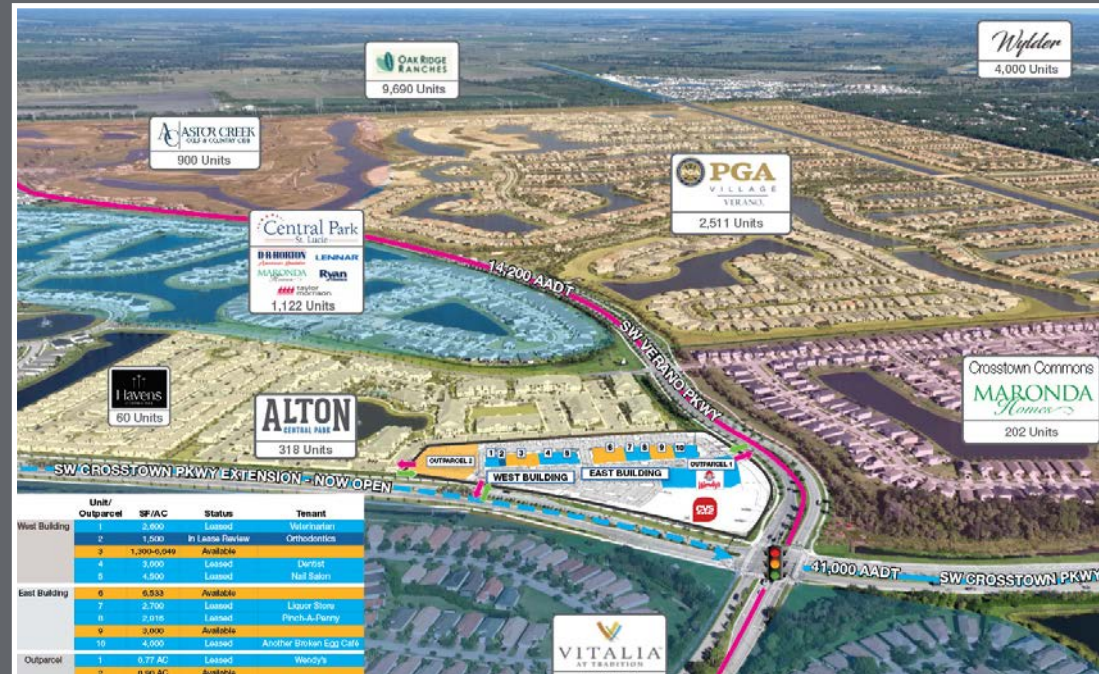 OAK RIDGE
RANCHES
9,690 Units
Wylder
4,000 Units
AC ASTOR CREEK
GOLF & COUNTRY CLUB
900 Units
PGA
VILLAGE
VERANO.
2,511 Units
Central Park
St. Lucie
D·R·HORTON
LENNAR
MARONDA
Homes
Ryan
taylor
morrison
1,122 Units
14,200 AADT
SW VERANO PKWY
Havens
60 Units
ALTON
CENTRAL PARK
318 Units
Crosstown Commons
MARONDA
Homes
202 Units
OUTPARCEL 2
1 2 3 4 5
WEST BUILDING
6 7 8 9 10
EAST BUILDING
OUTPARCEL 1
Wendy's
CVS
SW CROSSTOWN PKWY EXTENSION - NOW OPEN
41,000 AADT
SW CROSSTOWN PKWY
VITALIA
AT TRADITION
Unit/
Outparcel SF/AC Status Tenant
West Building 1 2,600 Leased Veterinarian
2 1,500 In Lease Review Orthodontics
3 Available
4 3,000 Leased Dentist
5 4,500 Leased Nail Salon
East Building 6 6,533 Available
7 2,700 Leased Liquor Store
8 2,016 Leased Pinch-A-Penny
9 3,000 Available
10 4,000 Leased Another Broken Egg Café
Outparcel 1 0.77 AC Leased Wendy's
2 0.90 AC Available